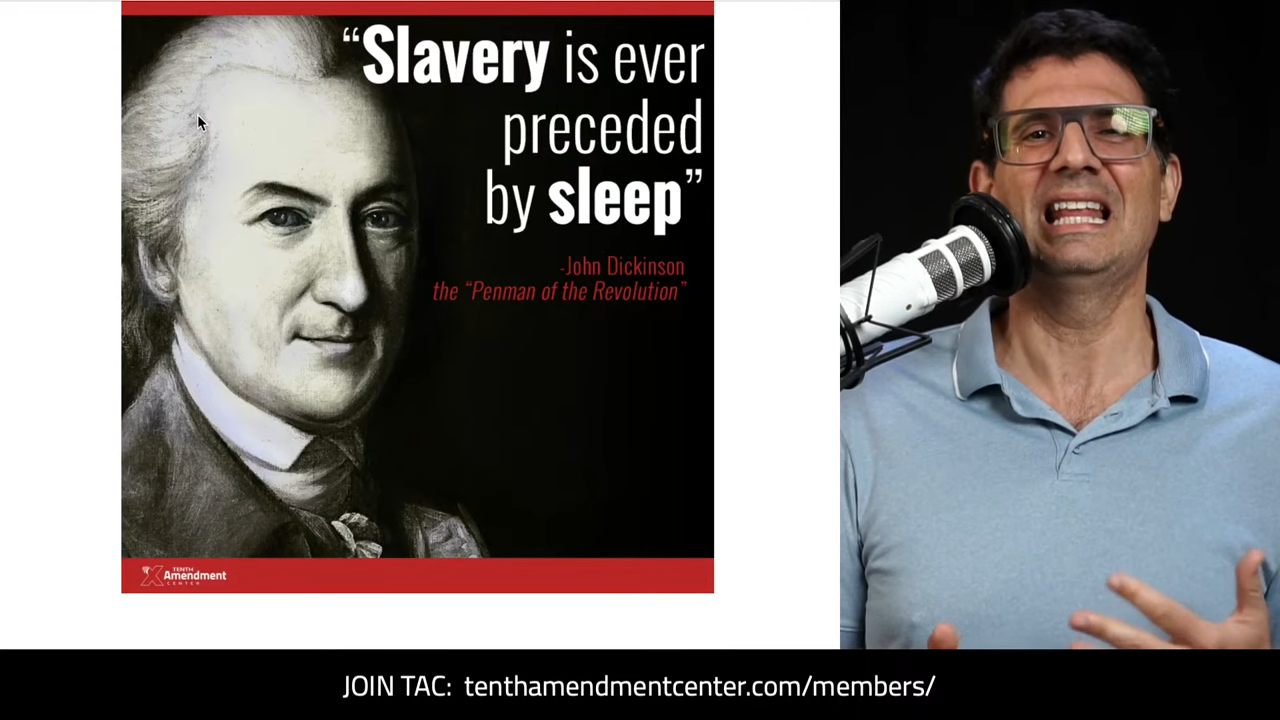 “Slavery is ever
preceded
by sleep”
-John Dickinson
the “Penman of the Revolution”
TENTH
Amendment
CENTER
JOIN TAC: tenthamendmentcenter.com/members/